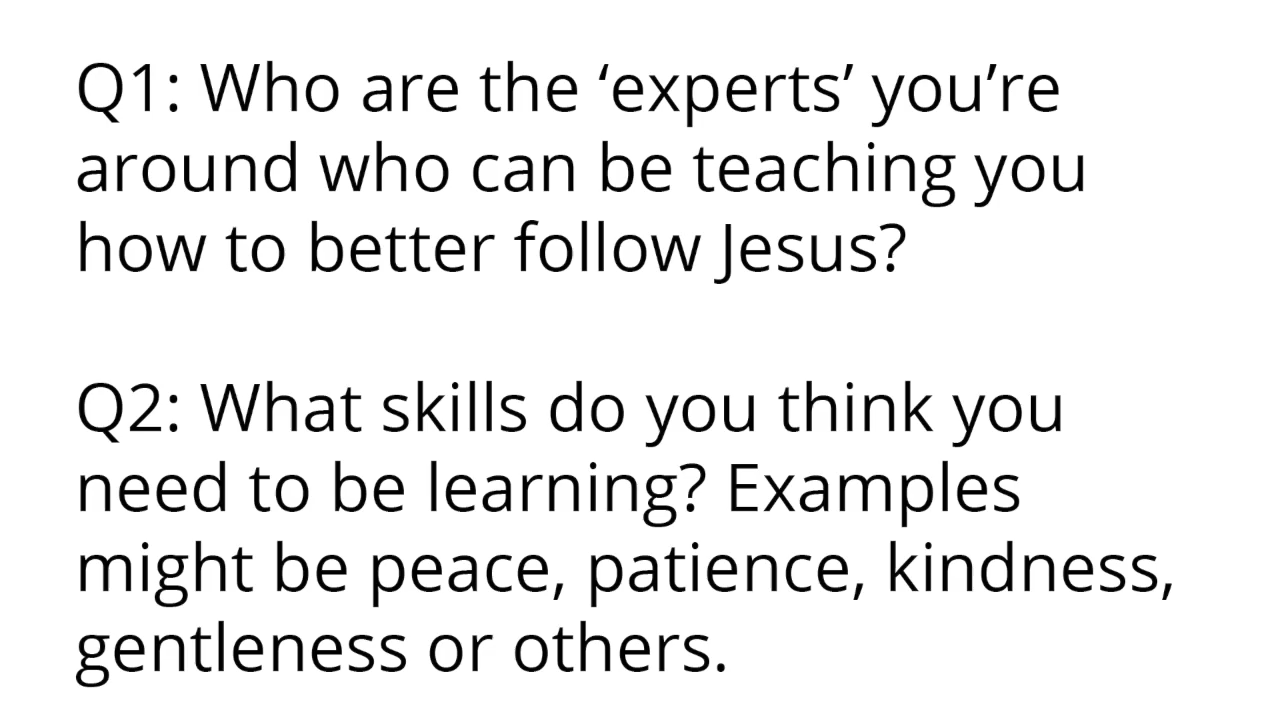 Q1: Who are the ‘experts’ you’re
around who can be teaching you
how to better follow Jesus?
Q2: What skills do you think you
need to be learning? Examples
might be peace, patience, kindness,
gentleness or others.